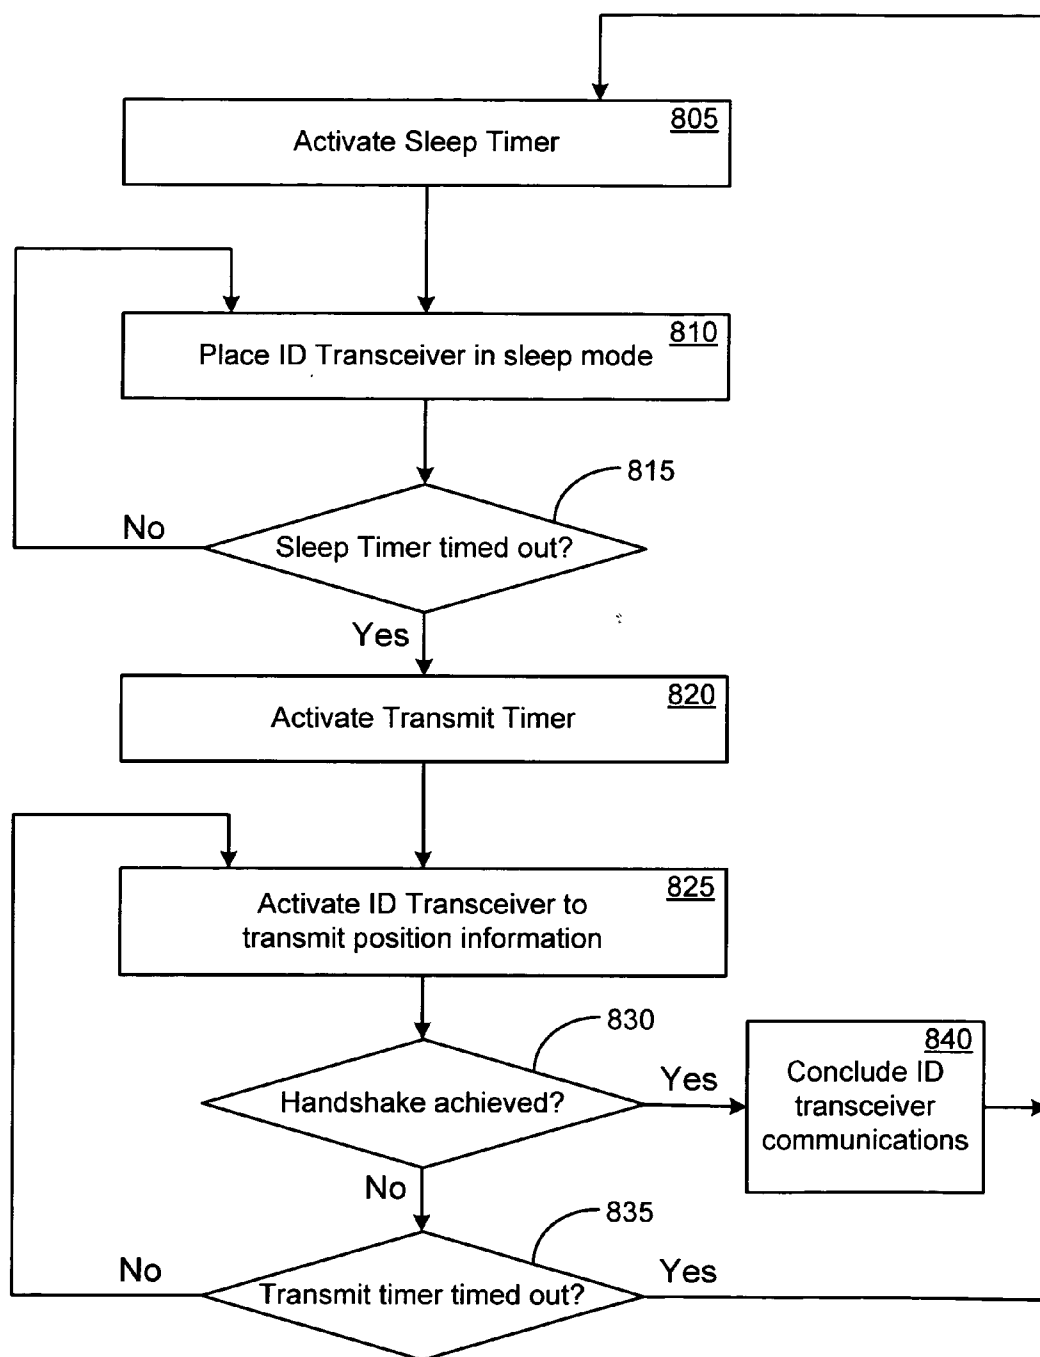 805
Activate Sleep Timer
810
Place ID Transceiver in sleep mode
815
No
Sleep Timer timed out?
Yes
820
Activate Transmit Timer
825
Activate ID Transceiver to
transmit position information
830
Handshake achieved?
Yes
840
Conclude ID
transceiver
communications
No
835
No
Transmit timer timed out?
Yes